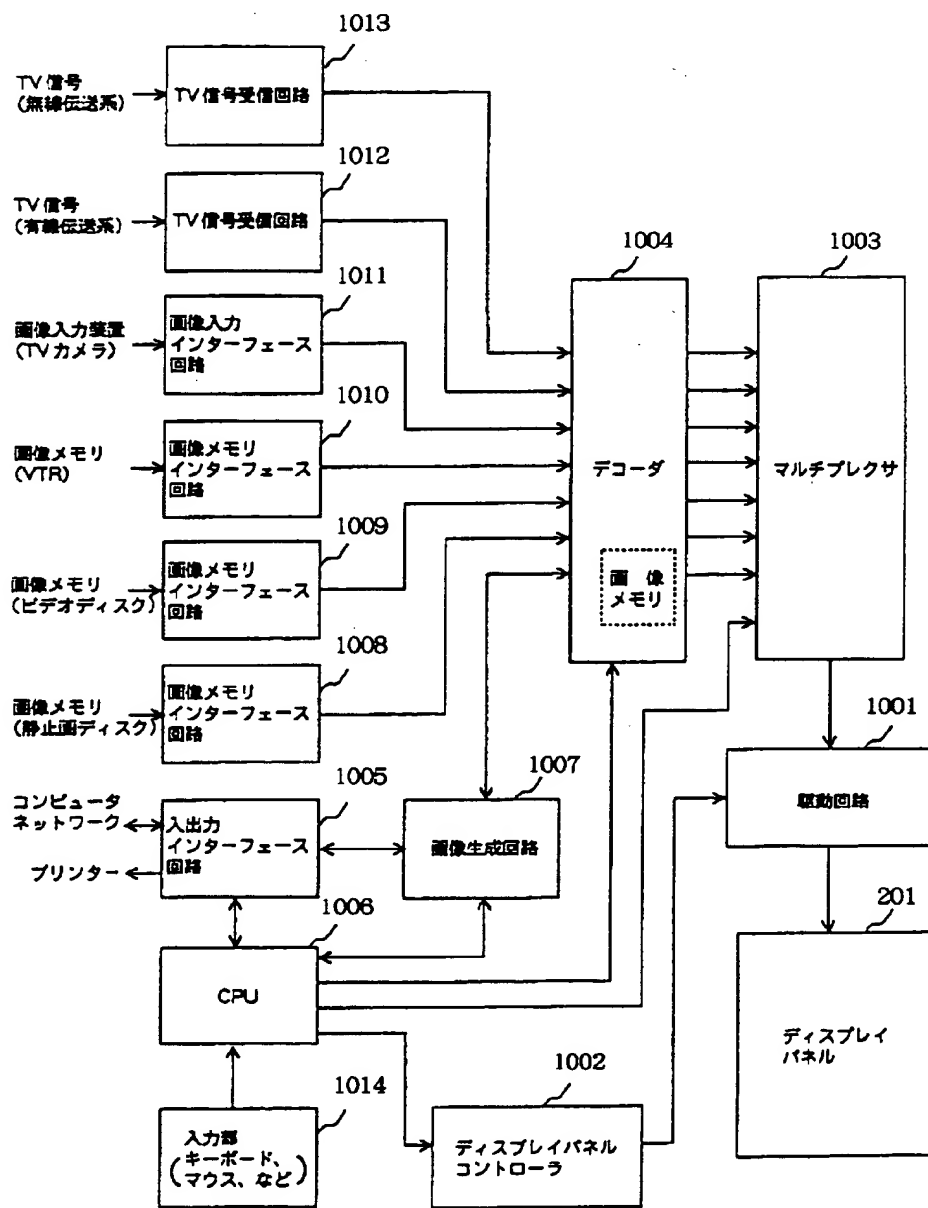 1013
TV信号
(無線伝送系)
TV信号受信回路
1012
TV信号
(有線伝送系)
TV信号受信回路
1011
画像入力装置
(TVカメラ)
画像入力
インターフェース
回路
1010
画像メモリ
(VTR)
画像メモリ
インターフェース
回路
1009
画像メモリ
(ビデオディスク)
画像メモリ
インターフェース
回路
1008
画像メモリ
(静止画ディスク)
画像メモリ
インターフェース
回路
1005
コンピュータ
ネットワーク
プリンター
入出力
インターフェース
回路
1007
画像生成回路
1006
CPU
1014
入力部
(キーボード、
マウス、など)
1004
デコーダ
画像
メモリ
1003
マルチプレクサ
1001
駆動回路
201
ディスプレイ
パネル
1002
ディスプレイパネル
コントローラ